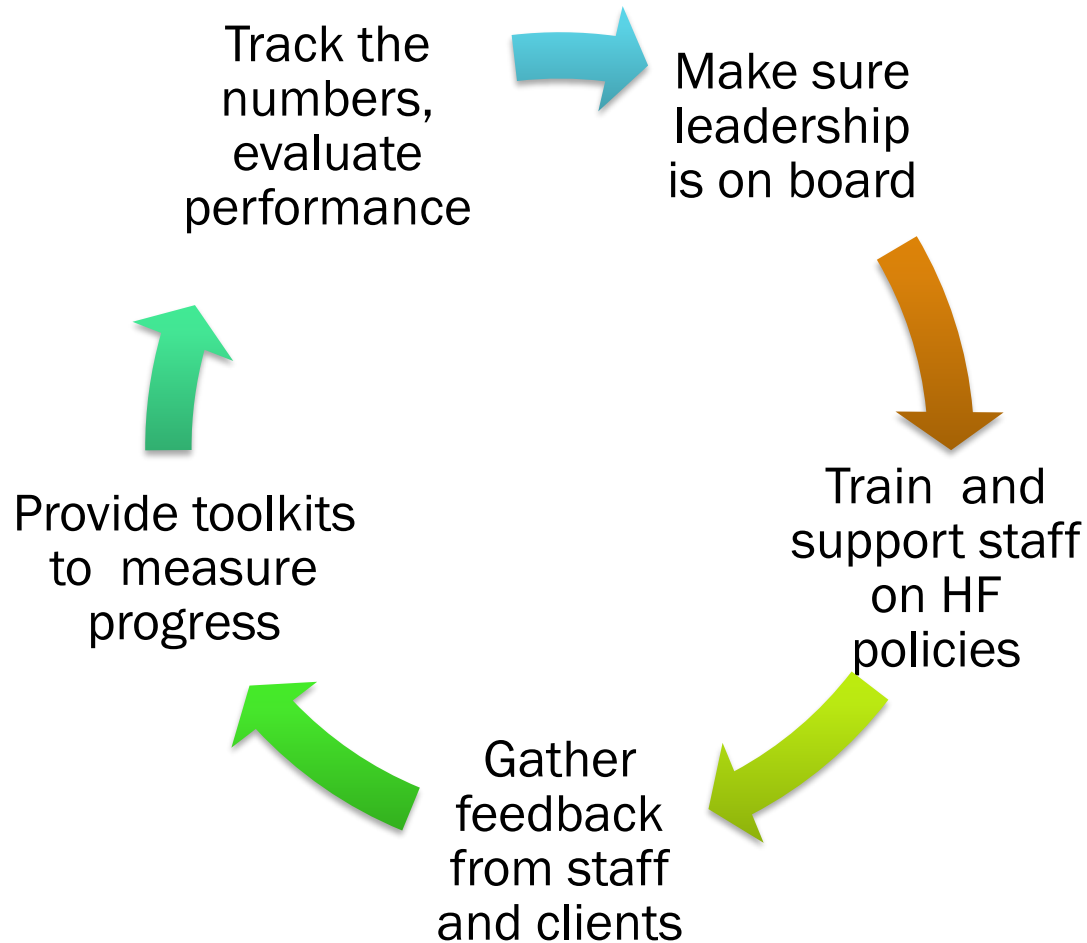 Track the
numbers,
evaluate
performance
Make sure
leadership
is on board
Train  and
support staff
on HF
policies
Gather
feedback
from staff
and clients
Provide toolkits
to  measure
progress